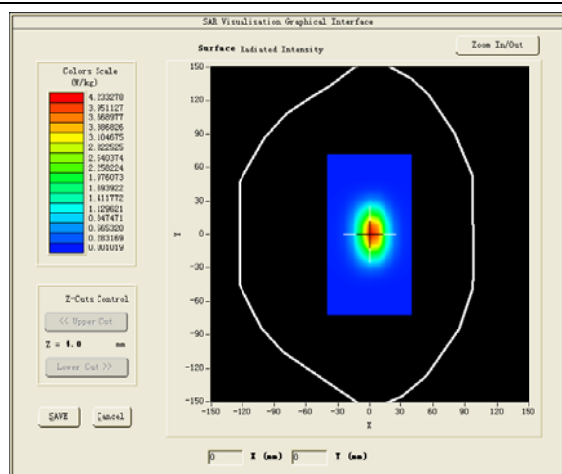 SAR Visualisation Graphical Interface
Surface Radiated Intensity
Zoom In/Out
Colors Scale
(W/kg)
4.233278
3.951127
3.668977
3.386826
3.104675
2.822525
2.540374
2.258224
1.976073
1.693922
1.411772
1.129621
0.847471
0.565320
0.283169
0.001019
Z-Cuts Control
<< Upper Cut
Z = 4.0 mm
Lower Cut >>
SAVE
Cancel
150
120
90
60
30
0
-30
-60
-90
-120
-150
Y
-150 -120 -90 -60 -30 0 30 60 90 120 150
X
0 X (mm) 0 Y (mm)